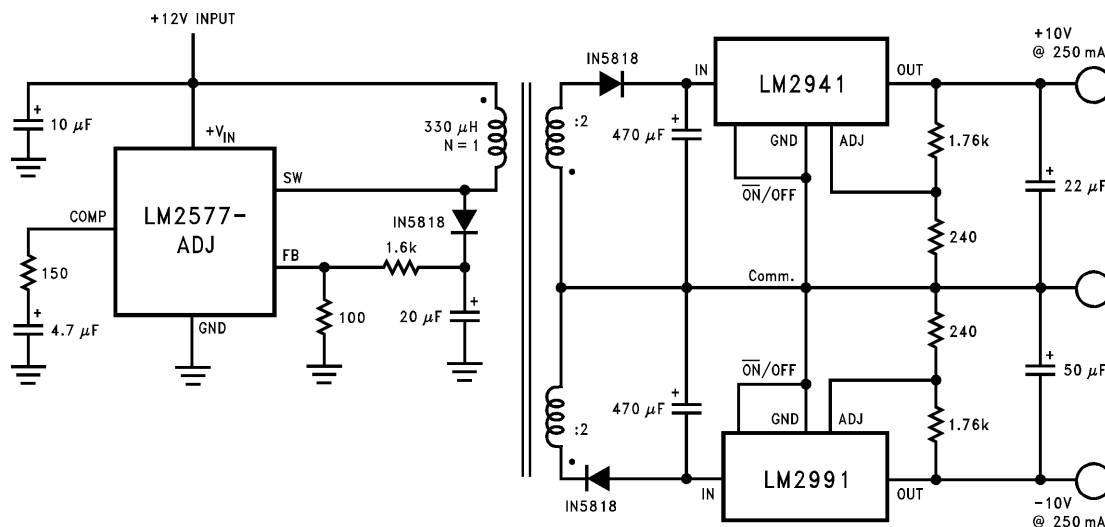 +12V INPUT
10 µF
+
+VIN
330 µH
N = 1
SW
COMP
LM2577-
ADJ
IN5818
FB
1.6k
150
100
20 µF
+
+
4.7 µF
GND
IN5818
:2
470 µF
+
IN
LM2941
OUT
+10V
@ 250 mA
GND
ADJ
ON/OFF
1.76k
240
+
22 µF
Comm.
ON/OFF
GND
ADJ
240
1.76k
+
50 µF
:2
470 µF
+
IN5818
IN
LM2991
OUT
-10V
@ 250 mA